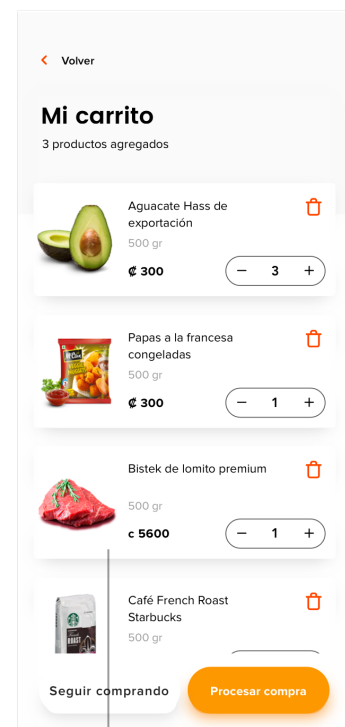 Volver
Mi carrito
3 productos agregados
Aguacate Hass de
exportación
500 gr
₡ 300
− 3 +
Papas a la francesa
congeladas
500 gr
₡ 300
− 1 +
Bistek de lomito premium
500 gr
c 5600
− 1 +
Café French Roast
Starbucks
500 gr
Seguir comprando
Procesar compra